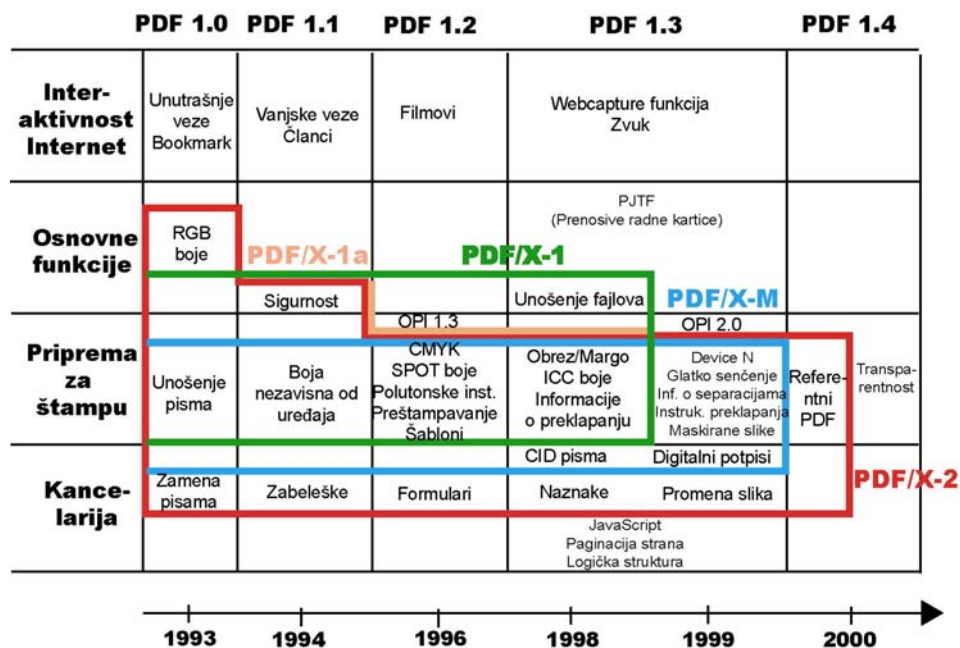 PDF 1.0 PDF 1.1 PDF 1.2 PDF 1.3 PDF 1.4
Inter-
aktivnost
Internet
Unutrašnje
veze
Bookmark
Vanjske veze
Članci
Filmovi
Webcapture funkcija
Zvuk
Osnovne
funkcije
RGB
boje
PDF/X-1a
PDF/X-1
PJTF
(Prenosive radne kartice)
Sigurnost
Unošenje fajlova
PDF/X-M
OPI 1.3
OPI 2.0
Priprema
za
štampu
Unošenje
pisma
Boja
nezavisna od
uređaja
CMYK
SPOT boje
Polutonske inst.
Preštampavanje
Šabloni
Obrez/Margo
ICC boje
Informacije
o preklapanju
Device N
Glatko senčenje
Inf. o separacijama
Instruk. preklapanja
Maskirane slike
Refere-
ntni
PDF
Transpa-
rentnost
CID pisma
Digitalni potpisi
Kance-
larija
Zamena
pisama
Zabeleške
Formulari
Naznake
Promena slika
PDF/X-2
JavaScript
Paginacija strana
Logička struktura
1993 1994 1996 1998 1999 2000